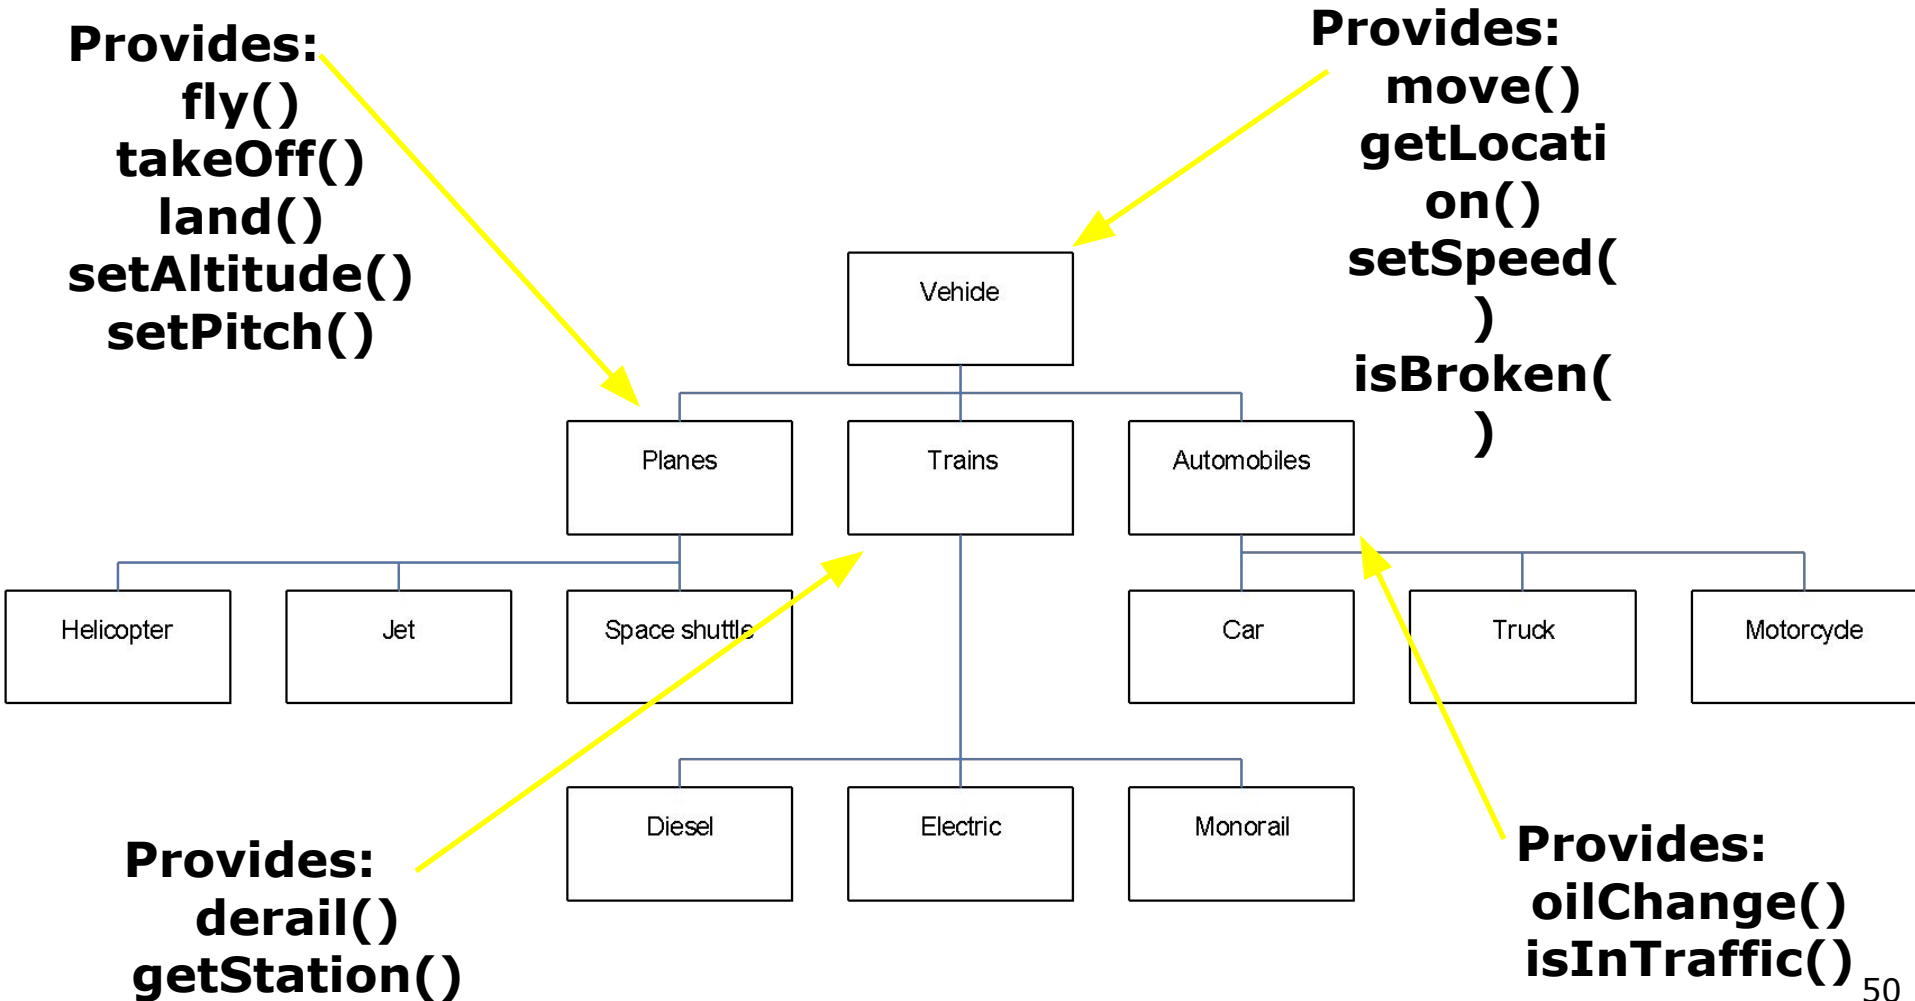 Provides:
fly()
takeOff()
land()
setAltitude()
setPitch()
Provides:
move()
getLocati
on()
setSpeed(
)
isBroken(
)
Vehicle
Planes
Trains
Automobiles
Helicopter
Jet
Space shuttle
Car
Truck
Motorcycle
Diesel
Electric
Monorail
Provides:
derail()
getStation()
Provides:
oilChange()
isInTraffic()
50